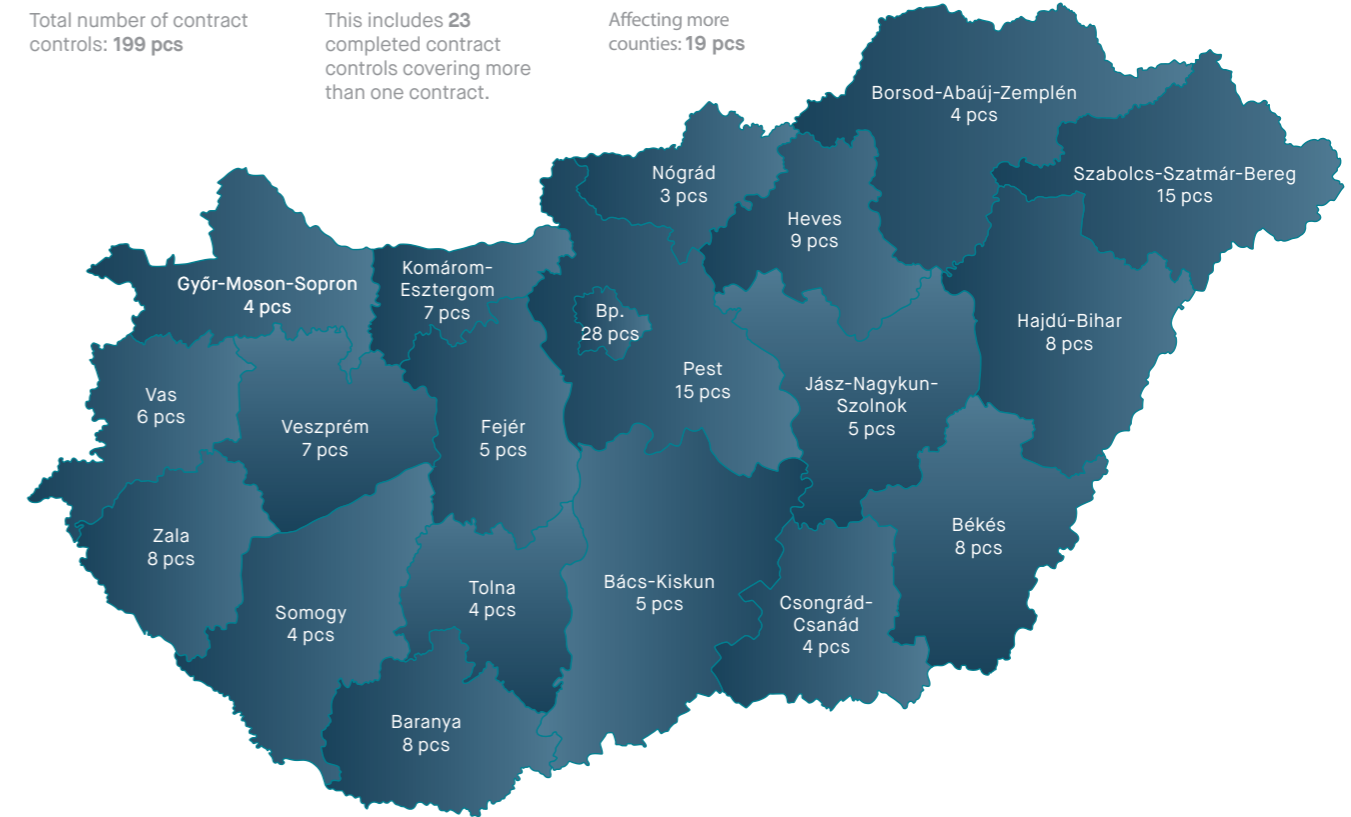 Total number of contract
controls: 199 pcs
This includes 23
completed contract
controls covering more
than one contract.
Affecting more
counties: 19 pcs
Borsod-Abaúj-Zemplén
4 pcs
Szabolcs-Szatmár-Bereg
15 pcs
Nógrád
3 pcs
Heves
9 pcs
Győr-Moson-Sopron
4 pcs
Komárom-
Esztergom
7 pcs
Bp.
28 pcs
Hajdú-Bihar
8 pcs
Pest
15 pcs
Jász-Nagykun-
Szolnok
5 pcs
Vas
6 pcs
Veszprém
7 pcs
Fejér
5 pcs
Zala
8 pcs
Békés
8 pcs
Somogy
4 pcs
Tolna
4 pcs
Bács-Kiskun
5 pcs
Csongrád-
Csanád
4 pcs
Baranya
8 pcs